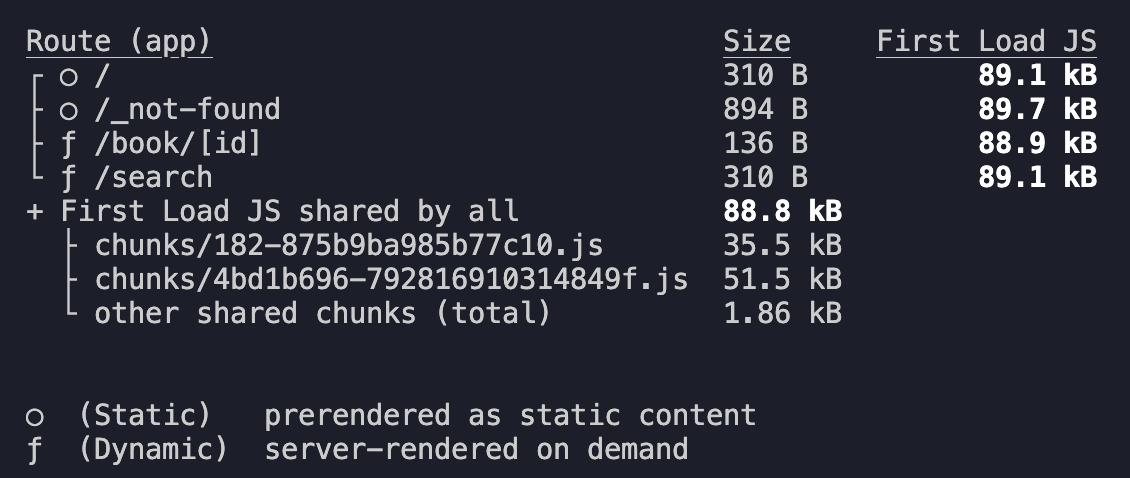 Route (app) Size First Load JS
┌ ○ / 310 B 89.1 kB
├ ○ /_not-found 894 B 89.7 kB
├ ƒ /book/[id] 136 B 88.9 kB
└ ƒ /search 310 B 89.1 kB
+ First Load JS shared by all 88.8 kB
├ chunks/182-875b9ba985b77c10.js 35.5 kB
├ chunks/4bd1b696-792816910314849f.js 51.5 kB
└ other shared chunks (total) 1.86 kB
○ (Static) prerendered as static content
ƒ (Dynamic) server-rendered on demand